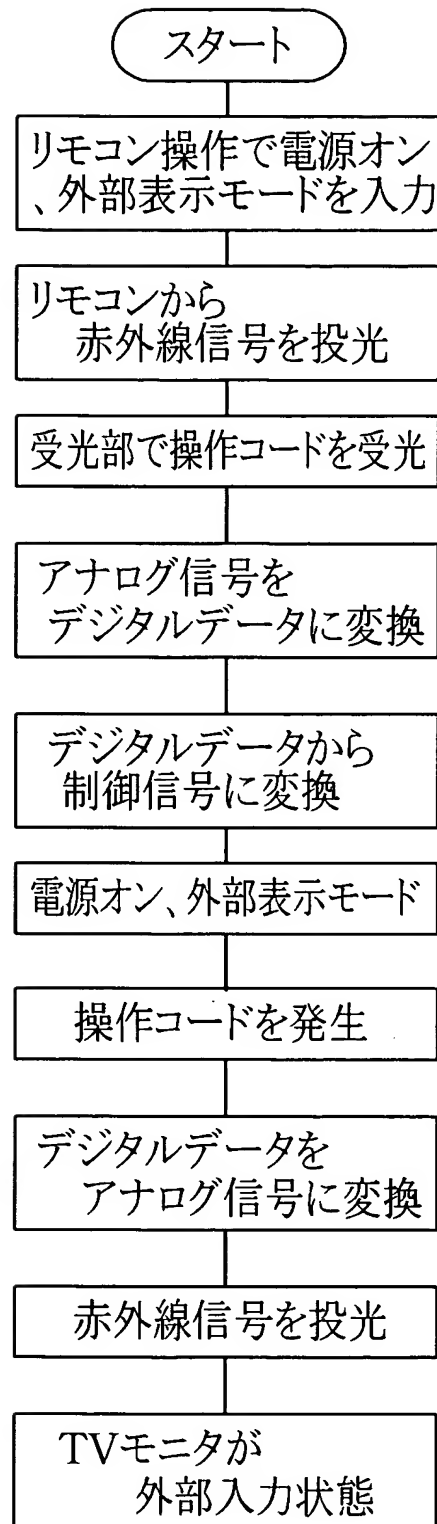 スタート
リモコン操作で電源オン
、外部表示モードを入力
リモコンから
赤外線信号を投光
受光部で操作コードを受光
アナログ信号を
デジタルデータに変換
デジタルデータから
制御信号に変換
電源オン、外部表示モード
操作コードを発生
デジタルデータを
アナログ信号に変換
赤外線信号を投光
TVモニタが
外部入力状態